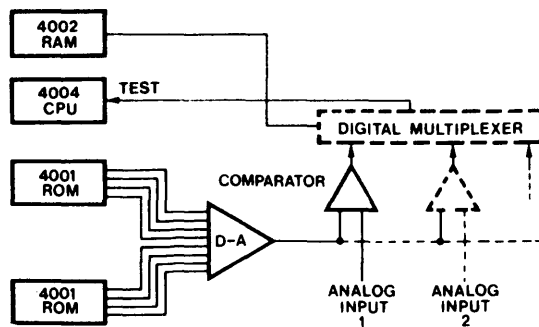 4002
RAM
4004
CPU
TEST
DIGITAL MULTIPLEXER
4001
ROM
COMPARATOR
D-A
4001
ROM
ANALOG
INPUT
1
ANALOG
INPUT
2